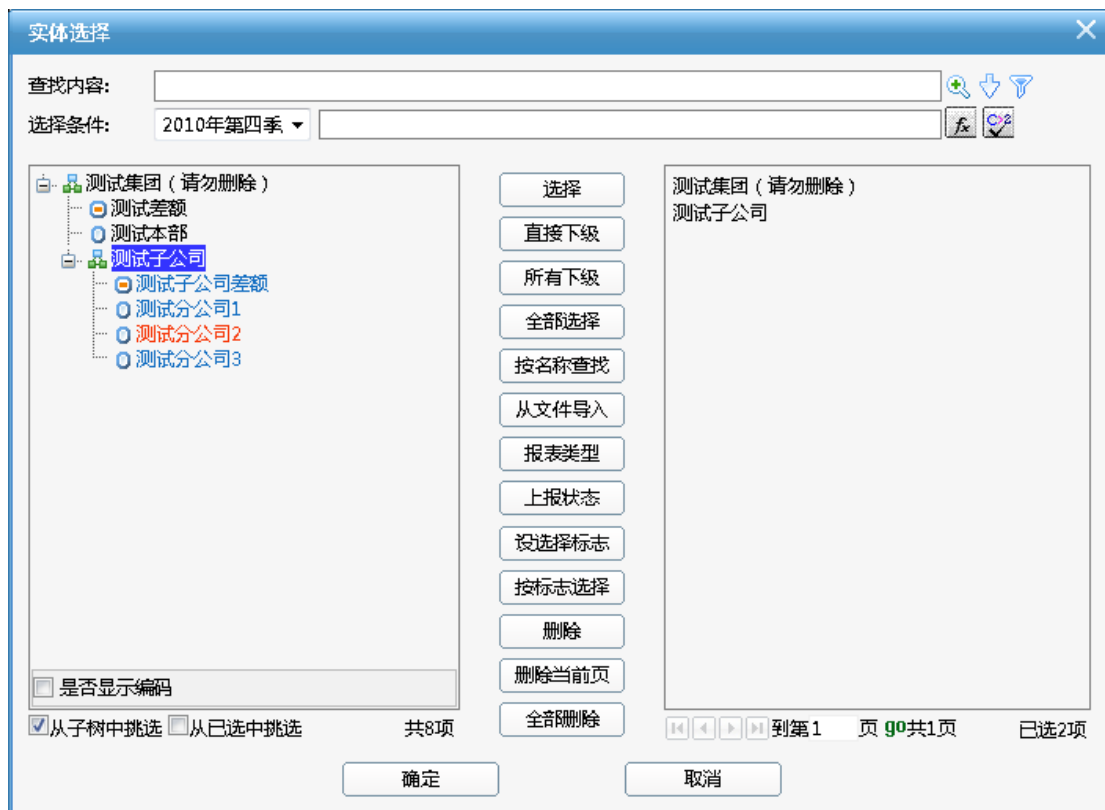 实体选择
查找内容:
选择条件: 2010年第四季
测试集团（请勿删除）
测试差额
测试本部
测试子公司
测试子公司差额
测试分公司1
测试分公司2
测试分公司3
是否显示编码
从子树中挑选 从已选中挑选 共8项
选择
直接下级
所有下级
全部选择
按名称查找
从文件导入
报表类型
上报状态
设选择标志
按标志选择
删除
删除当前页
全部删除
测试集团（请勿删除）
测试子公司
到第1 页 go共1页 已选2项
确定 取消